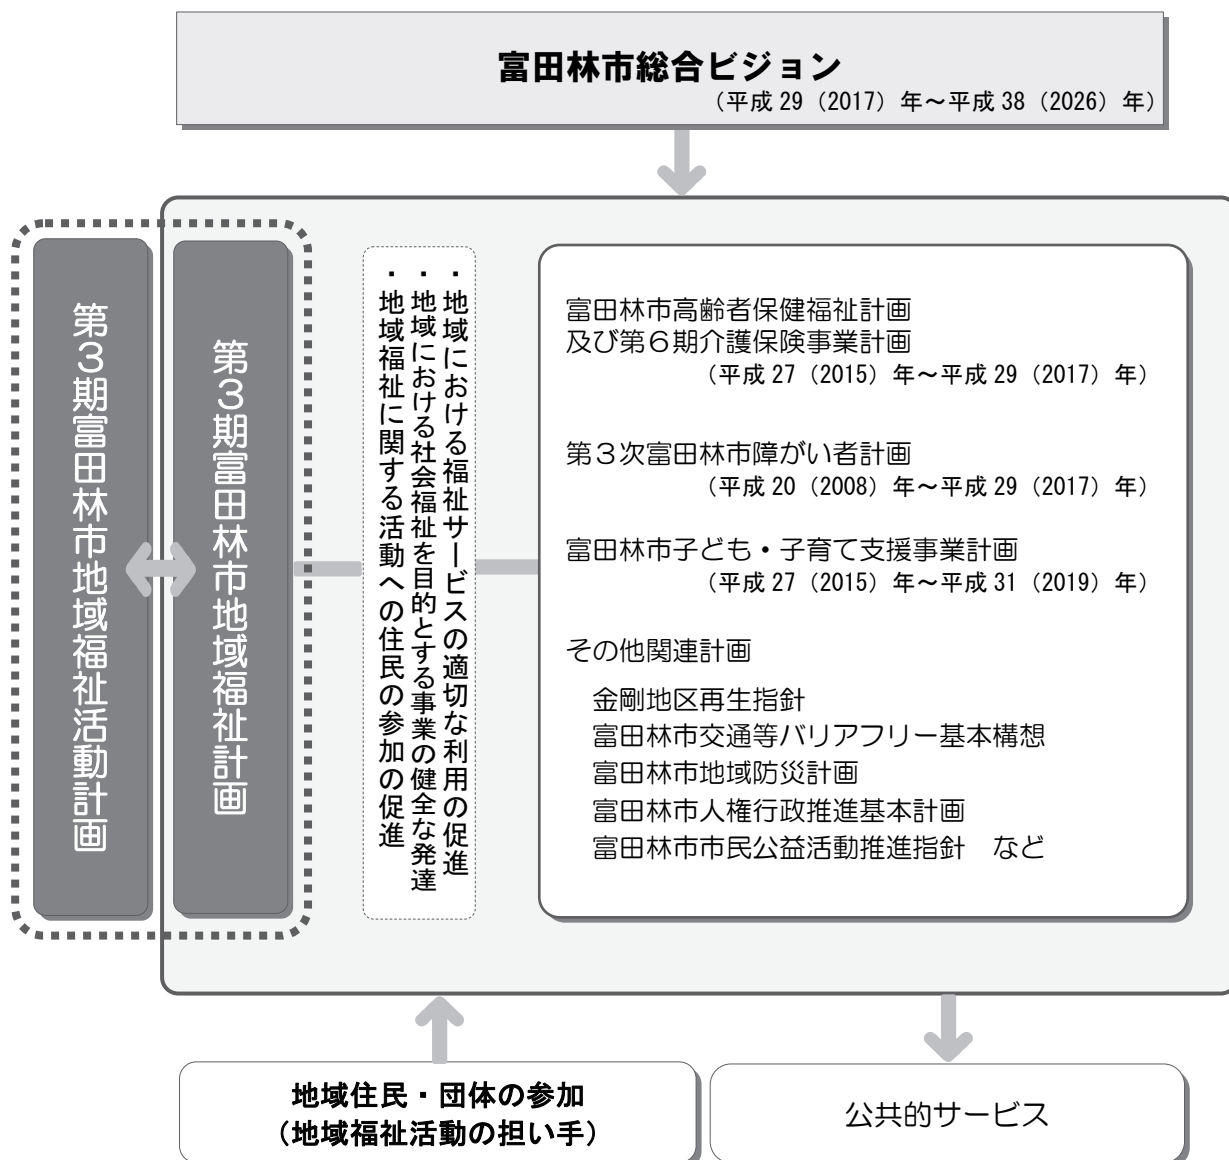 富田林市総合ビジョン
（平成 29（2017）年～平成 38（2026）年）
第３期富田林市地域福祉活動計画
第３期富田林市地域福祉計画
・地域における福祉サービスの適切な利用の促進
・地域における社会福祉を目的とする事業の健全な発達
・地域福祉に関する活動への住民の参加の促進
富田林市高齢者保健福祉計画
及び第６期介護保険事業計画
（平成 27（2015）年～平成 29（2017）年）
第３次富田林市障がい者計画
（平成 20（2008）年～平成 29（2017）年）
富田林市子ども・子育て支援事業計画
（平成 27（2015）年～平成 31（2019）年）
その他関連計画
金剛地区再生指針
富田林市交通等バリアフリー基本構想
富田林市地域防災計画
富田林市人権行政推進基本計画
富田林市市民公益活動推進指針　など
地域住民・団体の参加
（地域福祉活動の担い手）
公共的サービス